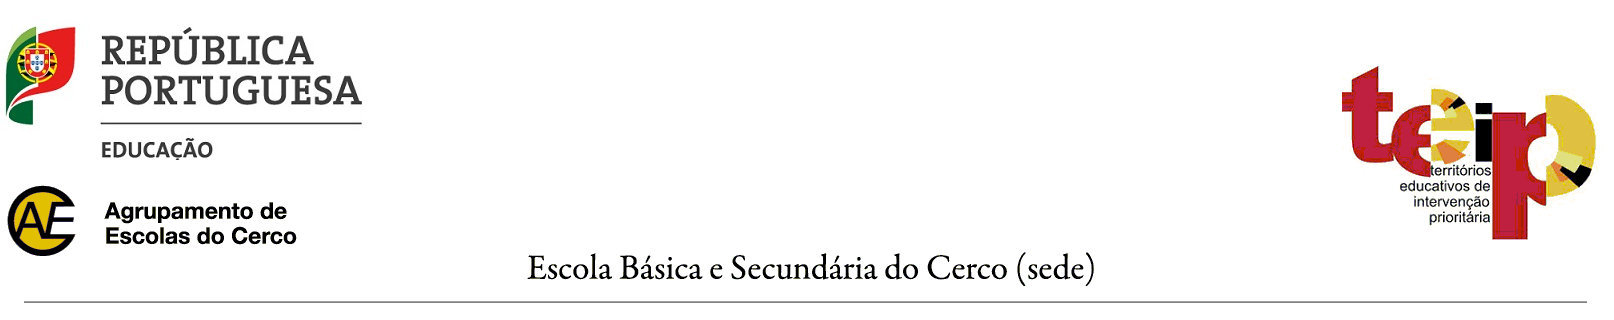 REPÚBLICA
PORTUGUESA
EDUCAÇÃO
AE
Agrupamento de
Escolas do Cerco
teip
territórios
educativos de
intervenção
prioritária
Escola Básica e Secundária do Cerco (sede)